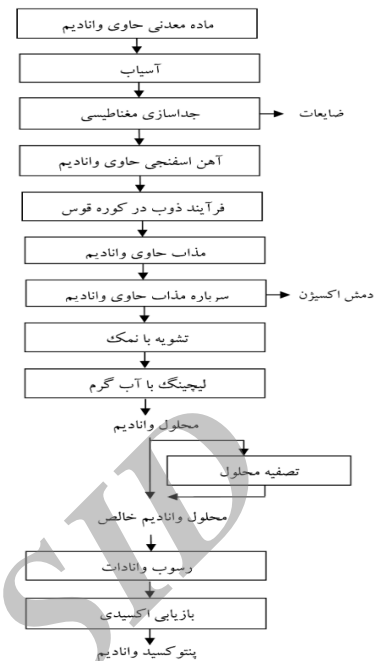 ماده معدنی حاوی وانادیم
آسیاب
جداسازی مغناطیسی
ضایعات
آهن اسفنجی حاوی وانادیم
فرآیند ذوب در کوره قوس
مذاب حاوی وانادیم
سرباره مذاب حاوی وانادیم
دمش اکسیژن
تشویه با نمک
لیچینگ با آب گرم
محلول وانادیم
تصفیه محلول
محلول وانادیم خالص
رسوب وانادات
بازیابی اکسیدی
پنتوکسید وانادیم
SID